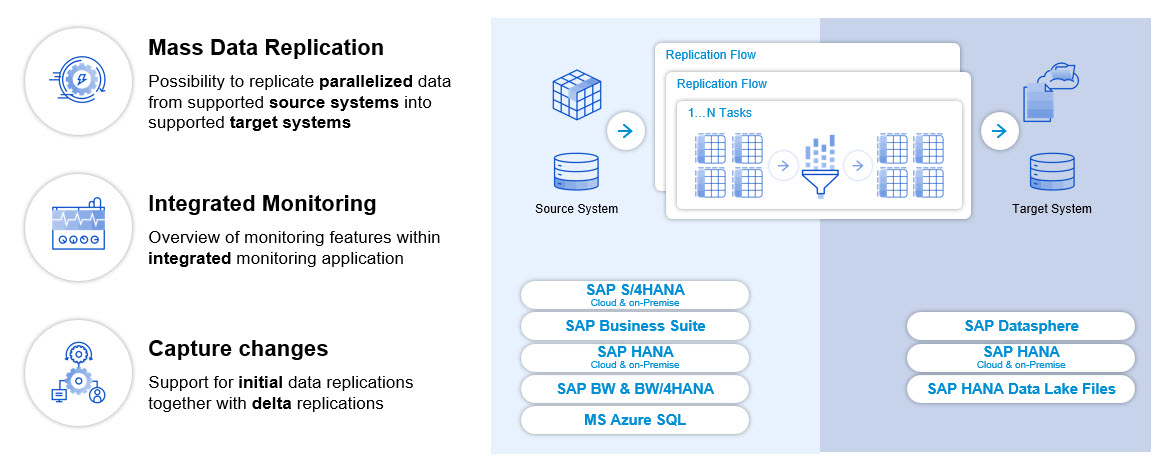 Mass Data Replication
Possibility to replicate parallelized data
from supported source systems into
supported target systems
Integrated Monitoring
Overview of monitoring features within
integrated monitoring application
Capture changes
Support for initial data replications
together with delta replications
Replication Flow
Replication Flow
1...N Tasks
Source System
Target System
SAP S/4HANA
Cloud & on-Premise
SAP Business Suite
SAP HANA
Cloud & on-Premise
SAP BW & BW/4HANA
MS Azure SQL
SAP Datasphere
SAP HANA
Cloud & on-Premise
SAP HANA Data Lake Files